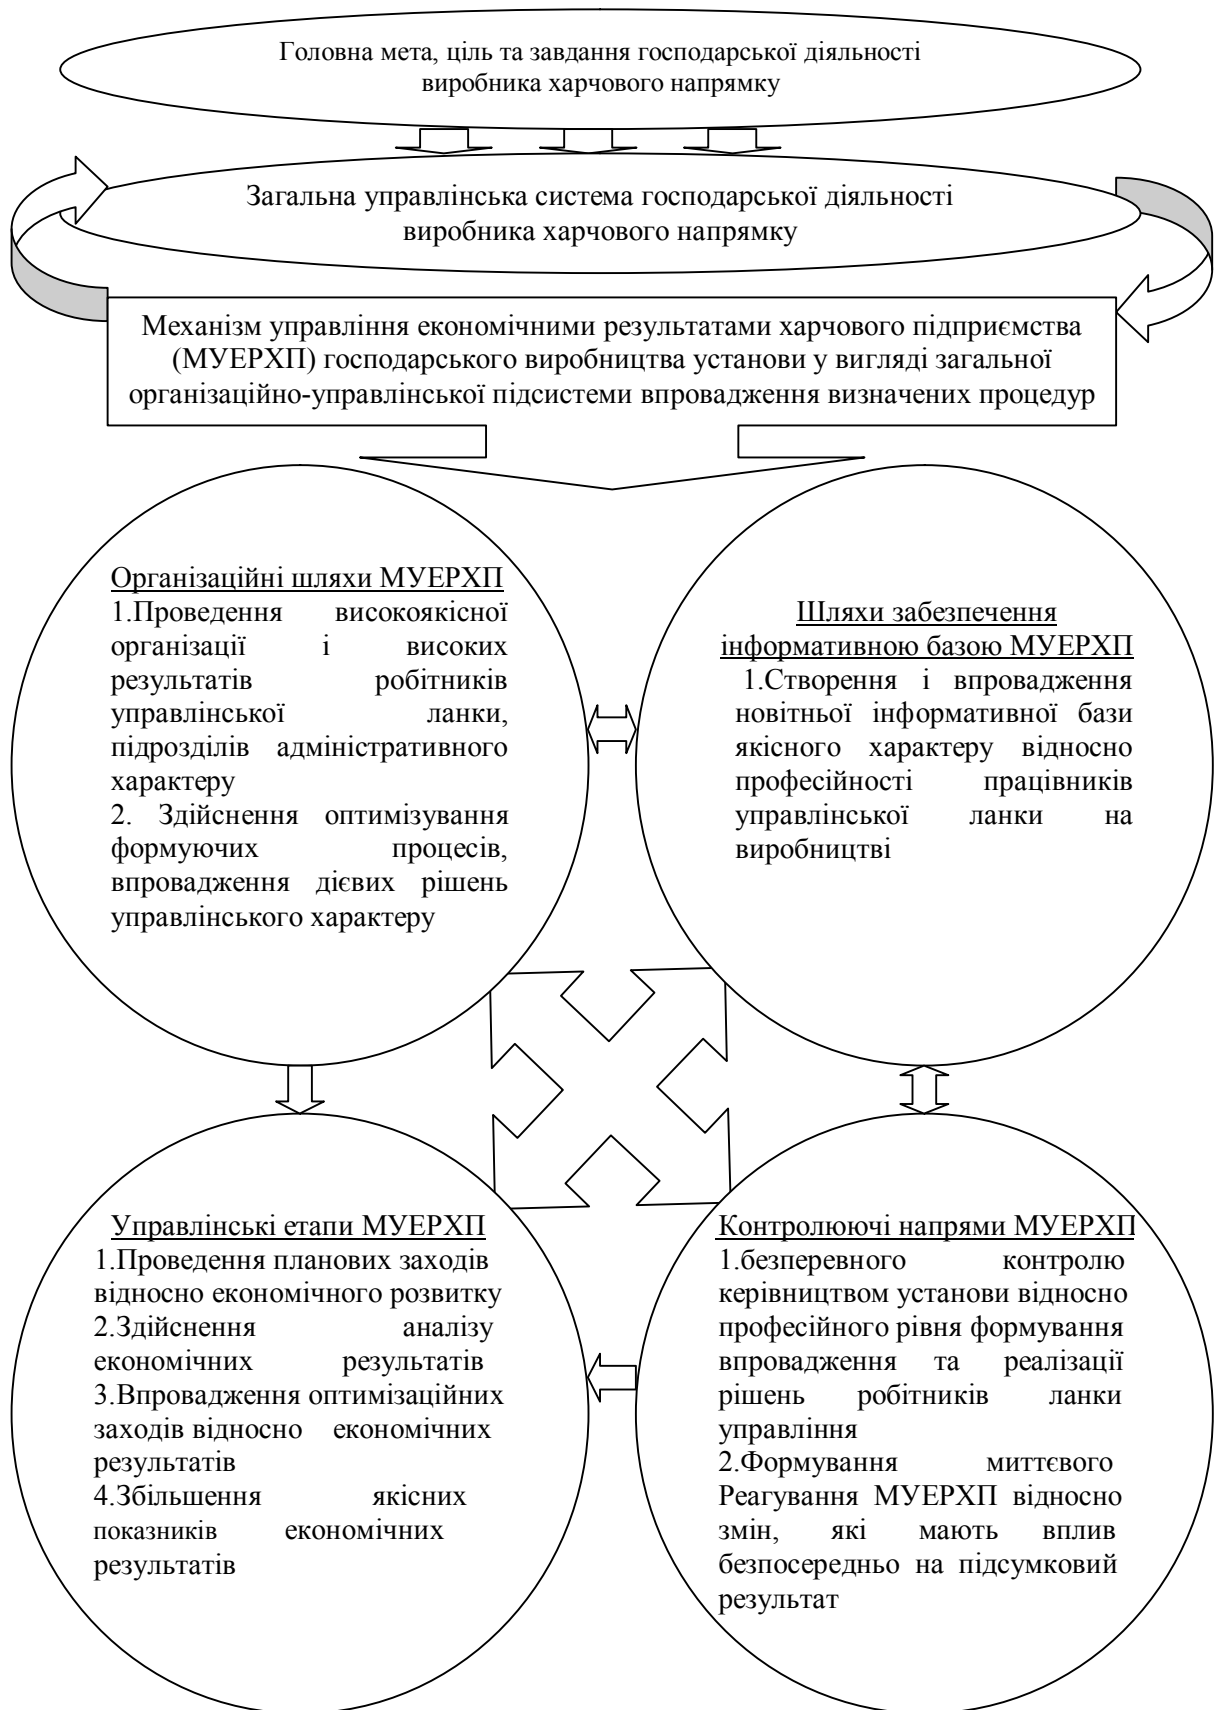 Головна мета, ціль та завдання господарської діяльності
виробника харчового напрямку
Загальна управлінська система господарської діяльності
виробника харчового напрямку
Механізм управління економічними результатами харчового підприємства
(МУЕРХП) господарського виробництва установи у вигляді загальної
організаційно-управлінської підсистеми впровадження визначених процедур
Організаційні шляхи МУЕРХП
1.Проведення високоякісної
організації і високих
результатів робітників
управлінської ланки,
підрозділів адміністративного
характеру
2. Здійснення оптимізування
формуючих процесів,
впровадження дієвих рішень
управлінського характеру
Шляхи забезпечення
інформативною базою МУЕРХП
1.Створення і впровадження
новітньої інформативної бази
якісного характеру відносно
професійності працівників
управлінської ланки на
виробництві
Управлінські етапи МУЕРХП
1.Проведення планових заходів
відносно економічного розвитку
2.Здійснення аналізу
економічних результатів
3.Впровадження оптимізаційних
заходів відносно економічних
результатів
4.Збільшення якісних
показників економічних
результатів
Контролюючі напрями МУЕРХП
1.безперевного контролю
керівництвом установи відносно
професійного рівня формування
впровадження та реалізації
рішень робітників ланки
управління
2.Формування миттєвого
Реагування МУЕРХП відносно
змін, які мають вплив
безпосередньо на підсумковий
результат